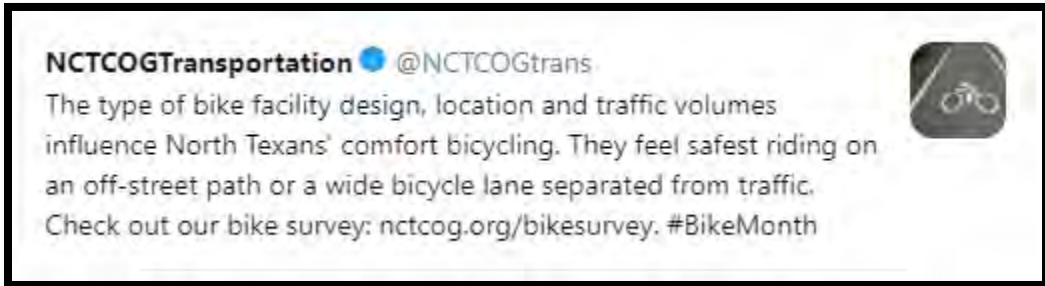 NCTCOGTransportation @NCTCOGtrans
The type of bike facility design, location and traffic volumes
influence North Texans' comfort bicycling. They feel safest riding on
an off-street path or a wide bicycle lane separated from traffic.
Check out our bike survey: nctcog.org/bikesurvey. #BikeMonth